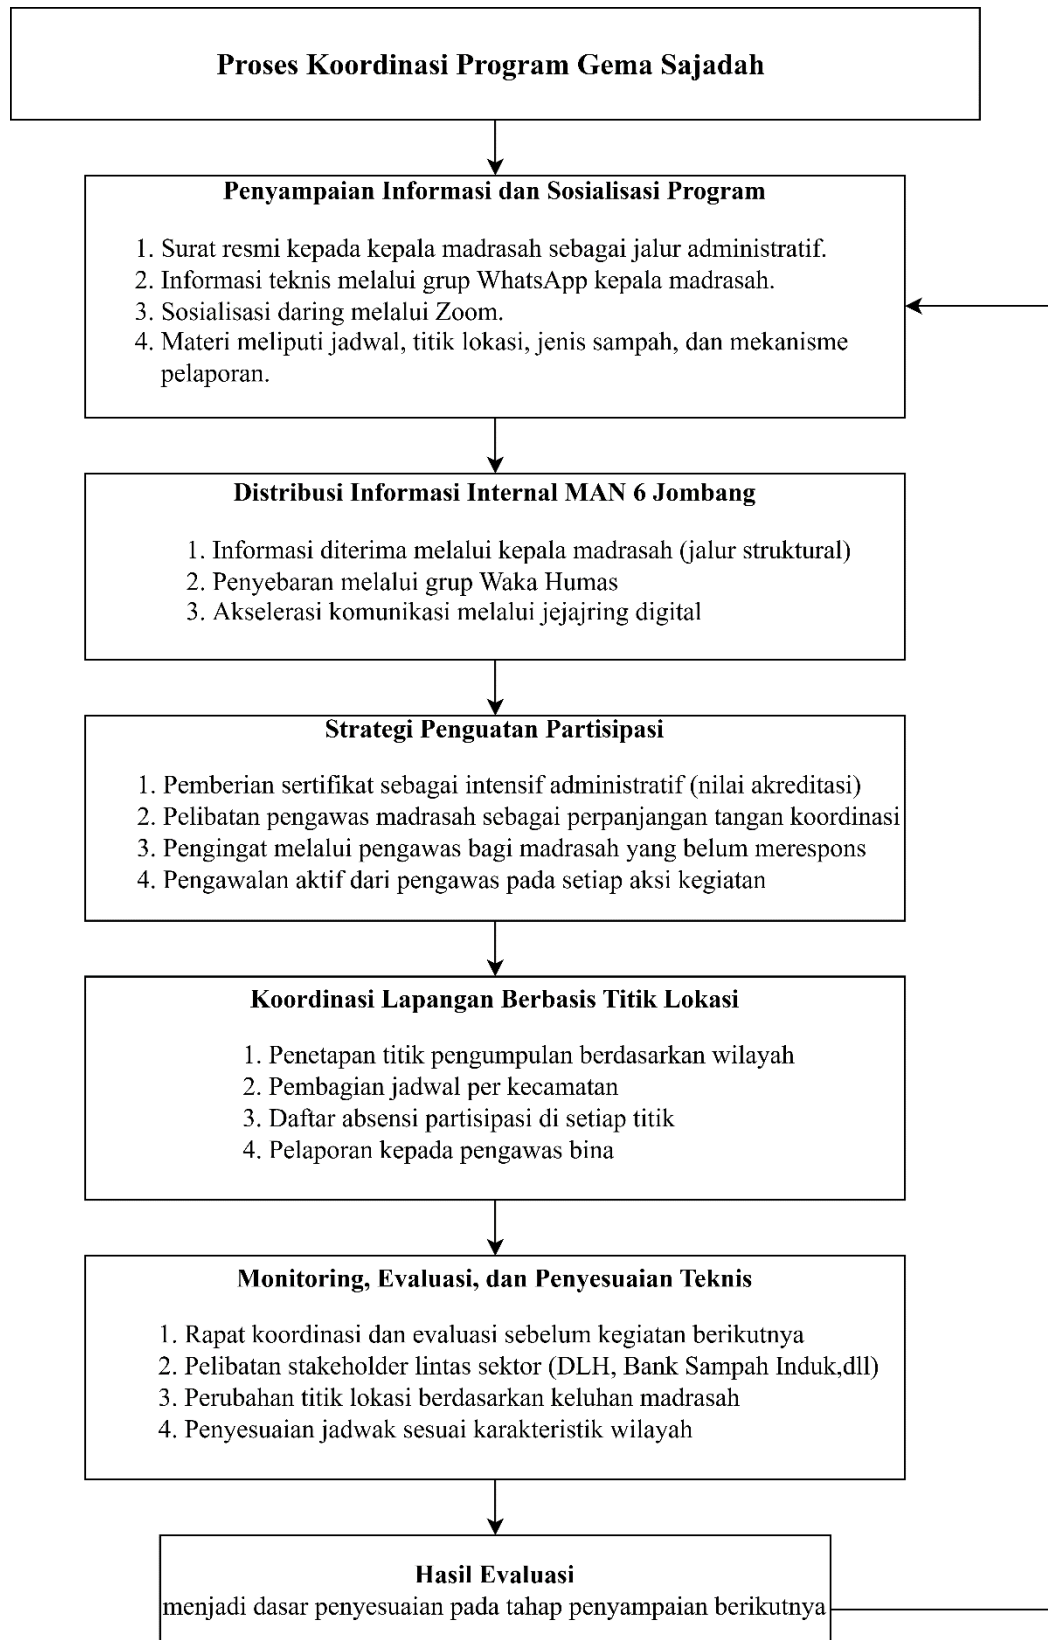 Proses Koordinasi Program Gema Sajadah
Penyampaian Informasi dan Sosialisasi Program
1. Surat resmi kepada kepala madrasah sebagai jalur administratif.
2. Informasi teknis melalui grup WhatsApp kepala madrasah.
3. Sosialisasi daring melalui Zoom.
4. Materi meliputi jadwal, titik lokasi, jenis sampah, dan mekanisme
pelaporan.
Distribusi Informasi Internal MAN 6 Jombang
1. Informasi diterima melalui kepala madrasah (jalur struktural)
2. Penyebaran melalui grup Waka Humas
3. Akselerasi komunikasi melalui jejajring digital
Strategi Penguatan Partisipasi
1. Pemberian sertifikat sebagai intensif administratif (nilai akreditasi)
2. Pelibatan pengawas madrasah sebagai perpanjangan tangan koordinasi
3. Pengingat melalui pengawas bagi madrasah yang belum merespons
4. Pengawalan aktif dari pengawas pada setiap aksi kegiatan
Koordinasi Lapangan Berbasis Titik Lokasi
1. Penetapan titik pengumpulan berdasarkan wilayah
2. Pembagian jadwal per kecamatan
3. Daftar absensi partisipasi di setiap titik
4. Pelaporan kepada pengawas bina
Monitoring, Evaluasi, dan Penyesuaian Teknis
1. Rapat koordinasi dan evaluasi sebelum kegiatan berikutnya
2. Pelibatan stakeholder lintas sektor (DLH, Bank Sampah Induk,dll)
3. Perubahan titik lokasi berdasarkan keluhan madrasah
4. Penyesuaian jadwak sesuai karakteristik wilayah
Hasil Evaluasi
menjadi dasar penyesuaian pada tahap penyampaian berikutnya